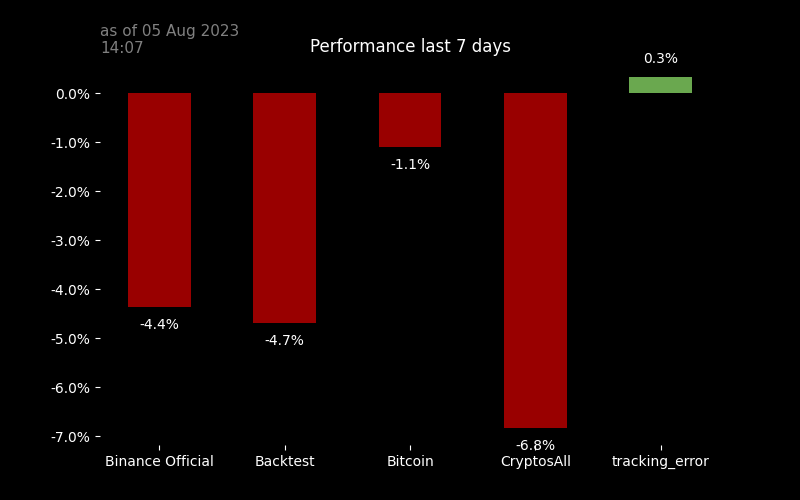 as of 05 Aug 2023
14:07
Performance last 7 days
0.3%
0.0%
-1.0%
-1.1%
-2.0%
-3.0%
-4.0%
-4.4%
-4.7%
-5.0%
-6.0%
-7.0%
-6.8%
Binance Official
Backtest
Bitcoin
CryptosAll
tracking_error